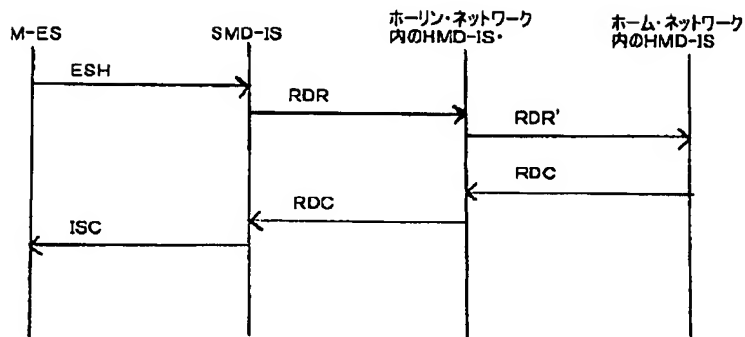 M-ES
SMD-IS
ホーリン・ネットワーク
内のHMD-IS・
ホーム・ネットワーク
内のHMD-IS
ESH
RDR
RDR'
RDC
RDC
ISC